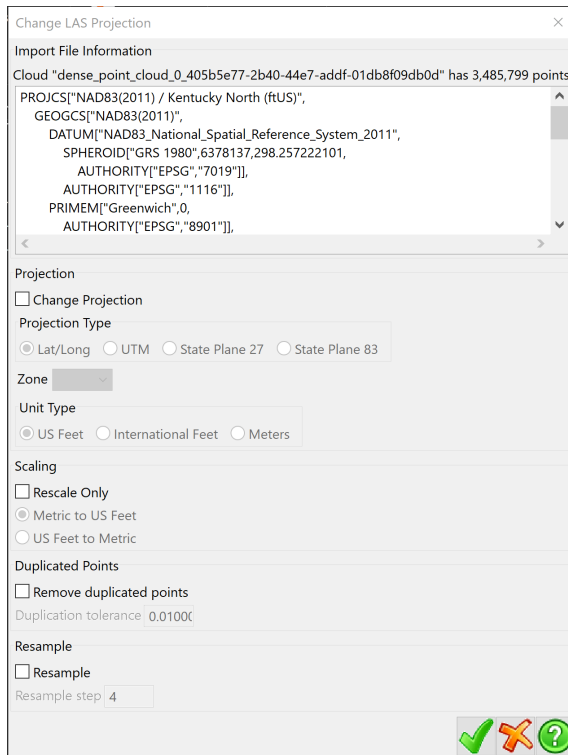 Change LAS Projection
Import File Information
Cloud "dense_point_cloud_0_405b5e77-2b40-44e7-addf-01db8f09db0d" has 3,485,799 points
PROJCS["NAD83(2011) / Kentucky North (ftUS)",
GEOGCS["NAD83(2011)",
DATUM["NAD83_National_Spatial_Reference_System_2011",
SPHEROID["GRS 1980",6378137,298.257222101,
AUTHORITY["EPSG","7019"]],
AUTHORITY["EPSG","1116"]],
PRIMEM["Greenwich",0,
AUTHORITY["EPSG","8901"]],
Projection
Change Projection
Projection Type
Lat/Long UTM State Plane 27 State Plane 83
Zone
Unit Type
US Feet International Feet Meters
Scaling
Rescale Only
Metric to US Feet
US Feet to Metric
Duplicated Points
Remove duplicated points
Duplication tolerance 0.01000
Resample
Resample
Resample step 4